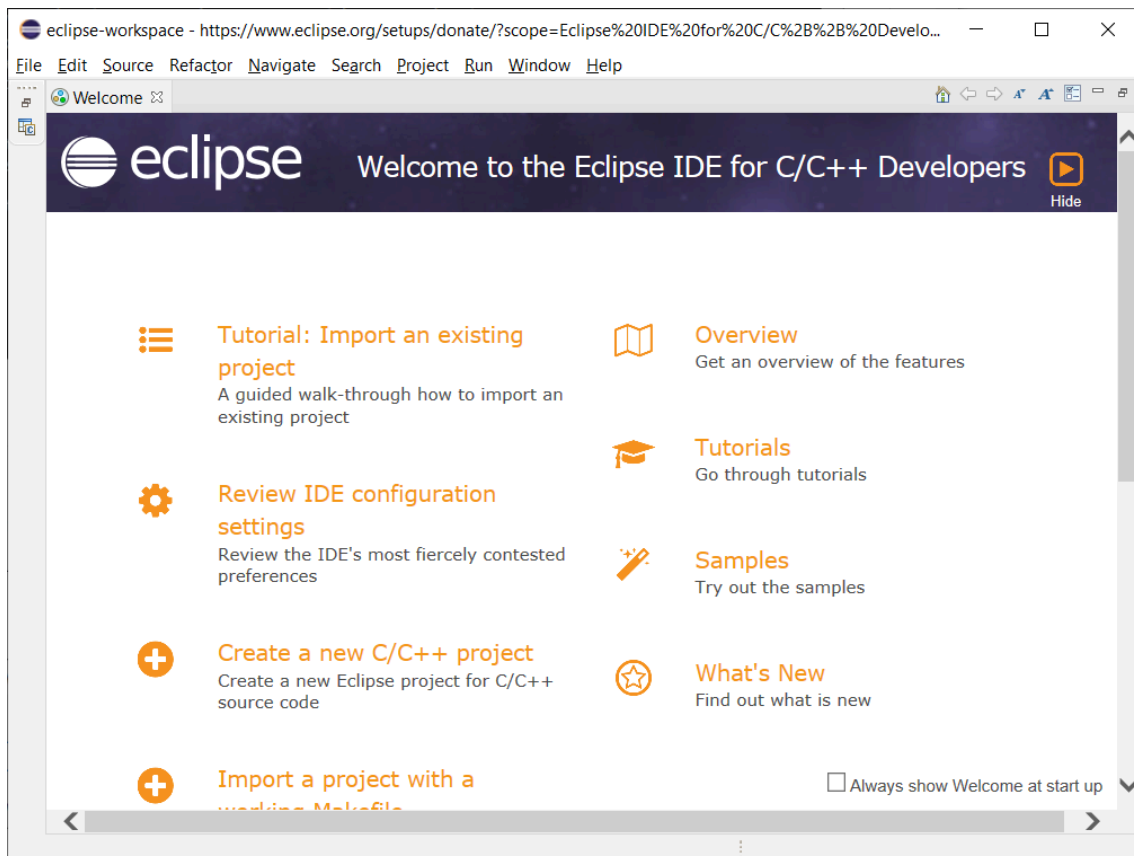 eclipse-workspace - https://www.eclipse.org/setups/donate/?scope=Eclipse%20IDE%20for%20C/C%2B%2B%20Develo...
File Edit Source Refactor Navigate Search Project Run Window Help
Welcome
eclipse Welcome to the Eclipse IDE for C/C++ Developers
Hide
Tutorial: Import an existing
project
A guided walk-through how to import an
existing project
Review IDE configuration
settings
Review the IDE's most fiercely contested
preferences
Create a new C/C++ project
Create a new Eclipse project for C/C++
source code
Import a project with a
working Makefile
Overview
Get an overview of the features
Tutorials
Go through tutorials
Samples
Try out the samples
What's New
Find out what is new
Always show Welcome at start up